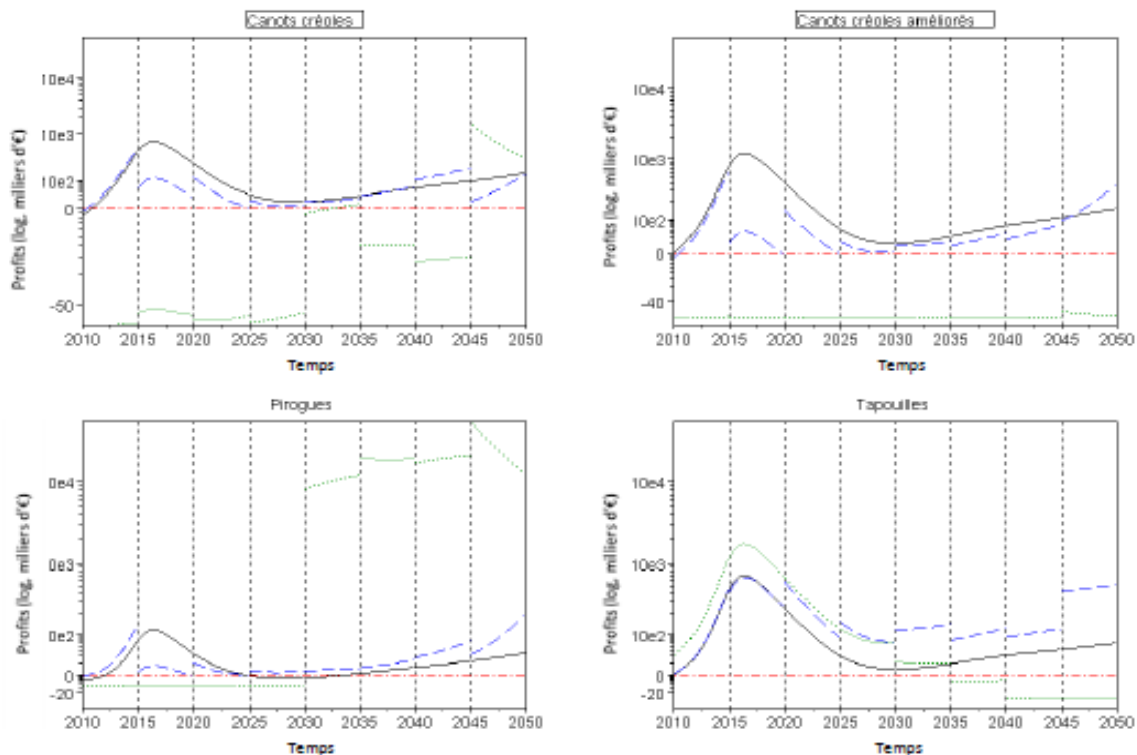 Canots créoles
Profits (log, milliers d'€)
10e4
10e3
10e2
0
-50
2010 2015 2020 2025 2030 2035 2040 2045 2050
Temps
Canots créoles améliorés
Profits (log, milliers d'€)
10e4
10e3
10e2
0
-40
2010 2015 2020 2025 2030 2035 2040 2045 2050
Temps
Pirogues
Profits (log, milliers d'€)
0e4
0e3
0e2
0
-20
2010 2015 2020 2025 2030 2035 2040 2045 2050
Temps
Tapouilles
Profits (log, milliers d'€)
10e4
10e3
10e2
0
-20
2010 2015 2020 2025 2030 2035 2040 2045 2050
Temps